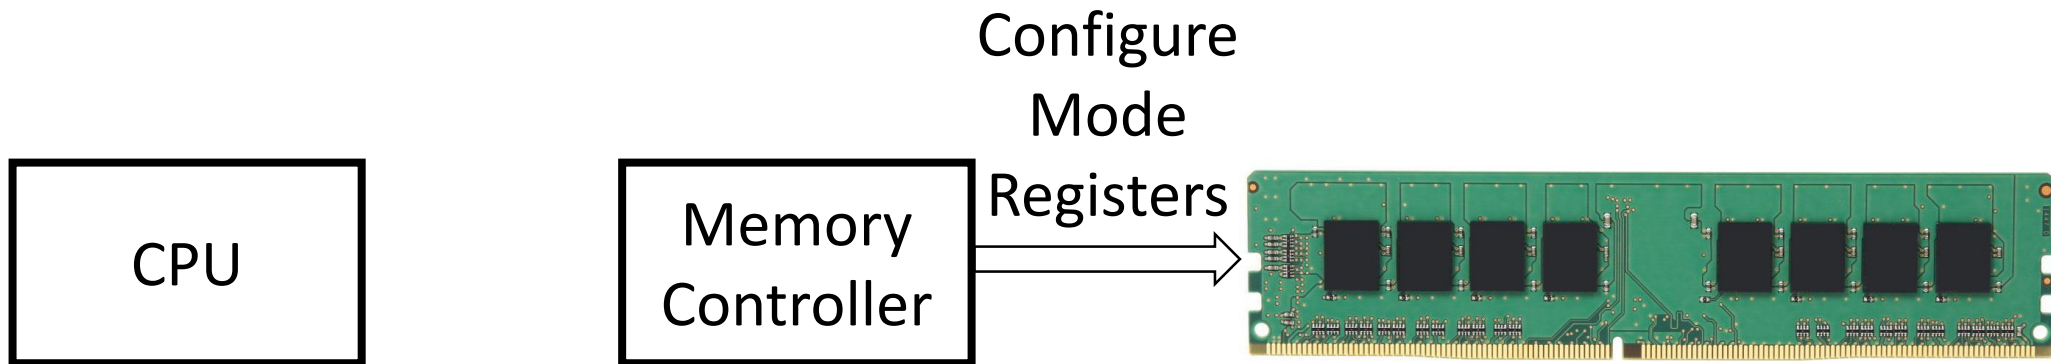 CPU
Memory
Controller
Configure
Mode
Registers